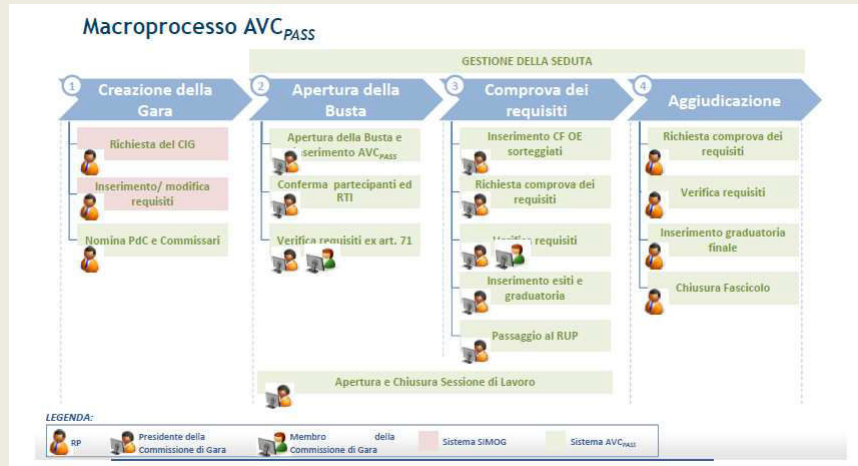 Macroprocesso AVCPASS
GESTIONE DELLA SEDUTA
1
Creazione della
Gara
Richiesta del CIG
Inserimento/ modifica
requisiti
Nomina PdC e Commissari
2
Apertura della
Busta
Apertura della Busta e
nserimento AVCPASS
Conferma partecipanti ed
RTI
Verifica requisiti ex art. 71
3
Comprova dei
requisiti
Inserimento CF OE
sorteggiati
Richiesta comprova dei
requisiti
Verifica requisiti
Inserimento esiti e
graduatoria
Passaggio al RUP
4
Aggiudicazione
Richiesta comprova dei
requisiti
Verifica requisiti
Inserimento graduatoria
finale
Chiusura Fascicolo
Apertura e Chiusura Sessione di Lavoro
LEGENDA:
RP
Presidente della
Commissione di Gara
Membro della
Commissione di Gara
Sistema SIMOG
Sistema AVCPASS